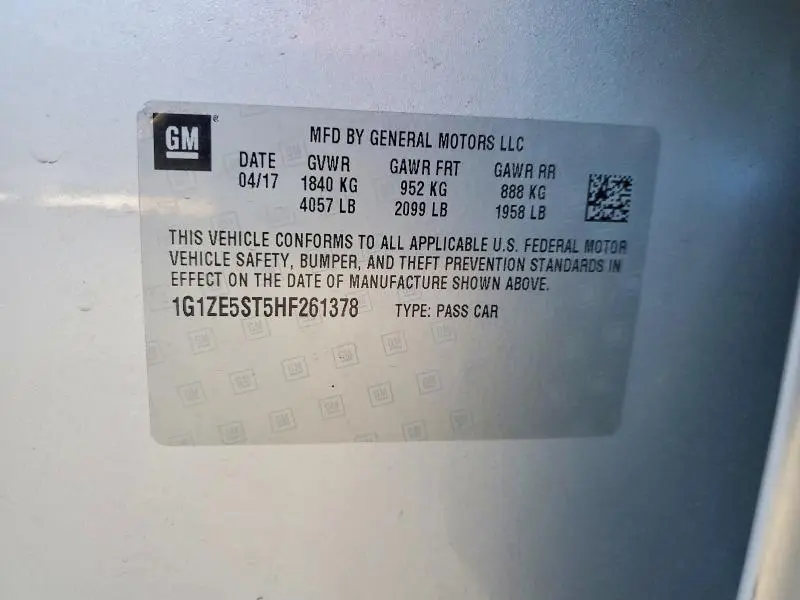 GM ®
MFD BY GENERAL MOTORS LLC
DATE GVWR GAWR FRT GAWR RR
04/17 1840 KG 952 KG 888 KG
4057 LB 2099 LB 1958 LB
THIS VEHICLE CONFORMS TO ALL APPLICABLE U.S. FEDERAL MOTOR
VEHICLE SAFETY, BUMPER, AND THEFT PREVENTION STANDARDS IN
EFFECT ON THE DATE OF MANUFACTURE SHOWN ABOVE.
1G1ZE5ST5HF261378 TYPE: PASS CAR